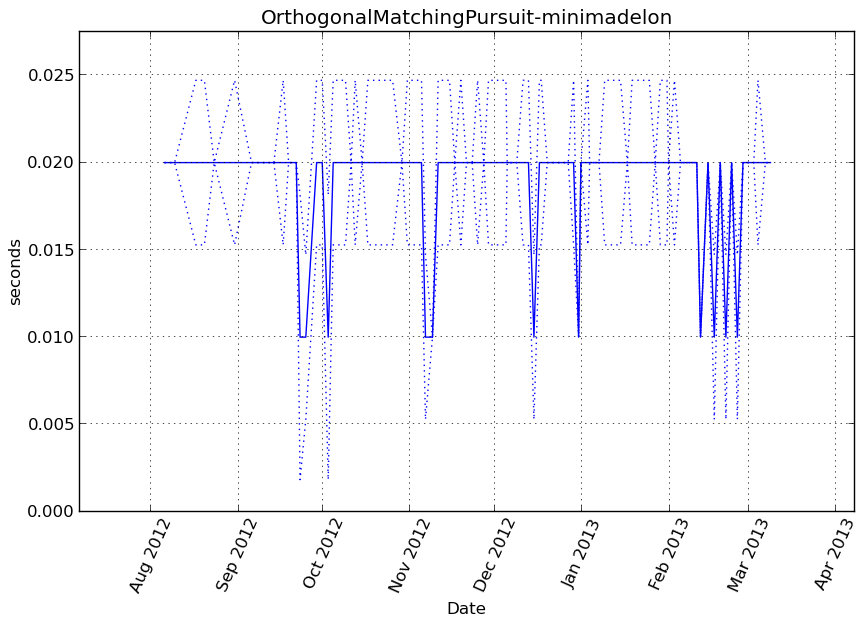 OrthogonalMatchingPursuit-minimadelon
0.025
0.020
0.015
0.010
0.005
0.000
seconds
Aug 2012
Sep 2012
Oct 2012
Nov 2012
Dec 2012
Jan 2013
Feb 2013
Mar 2013
Apr 2013
Date